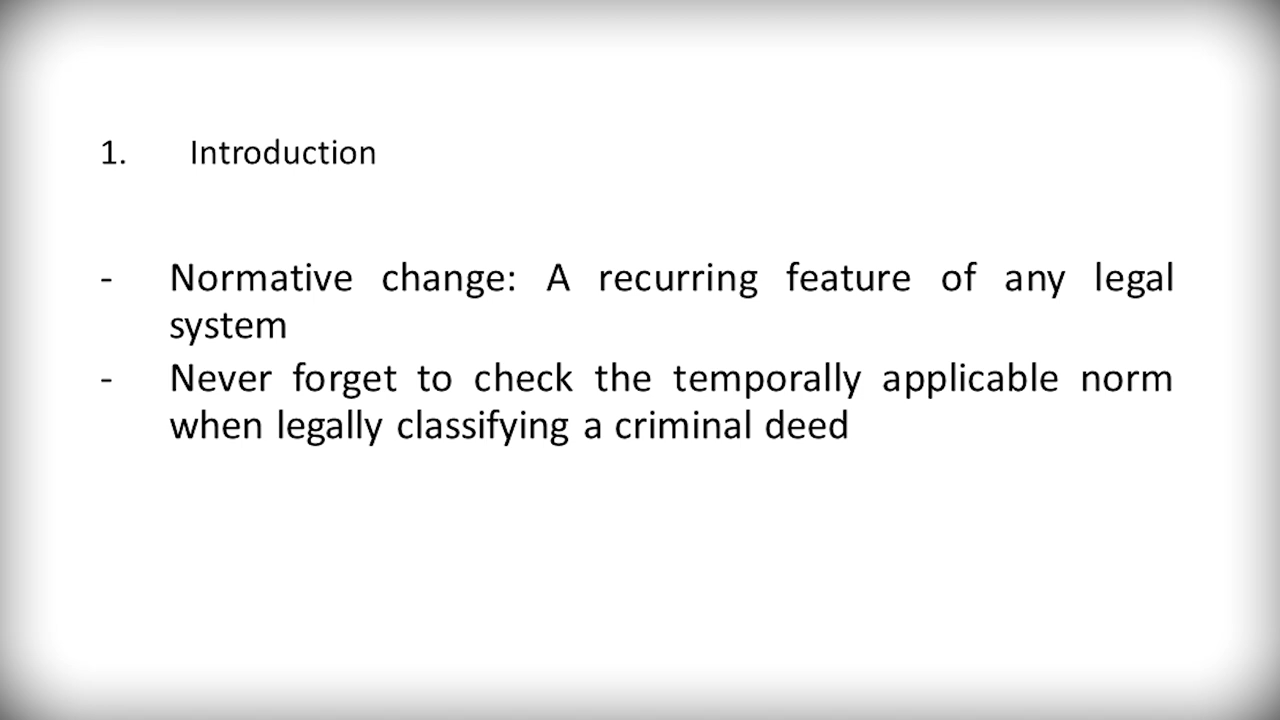 1. Introduction
- Normative change: A recurring feature of any legal
system
- Never forget to check the temporally applicable norm
when legally classifying a criminal deed